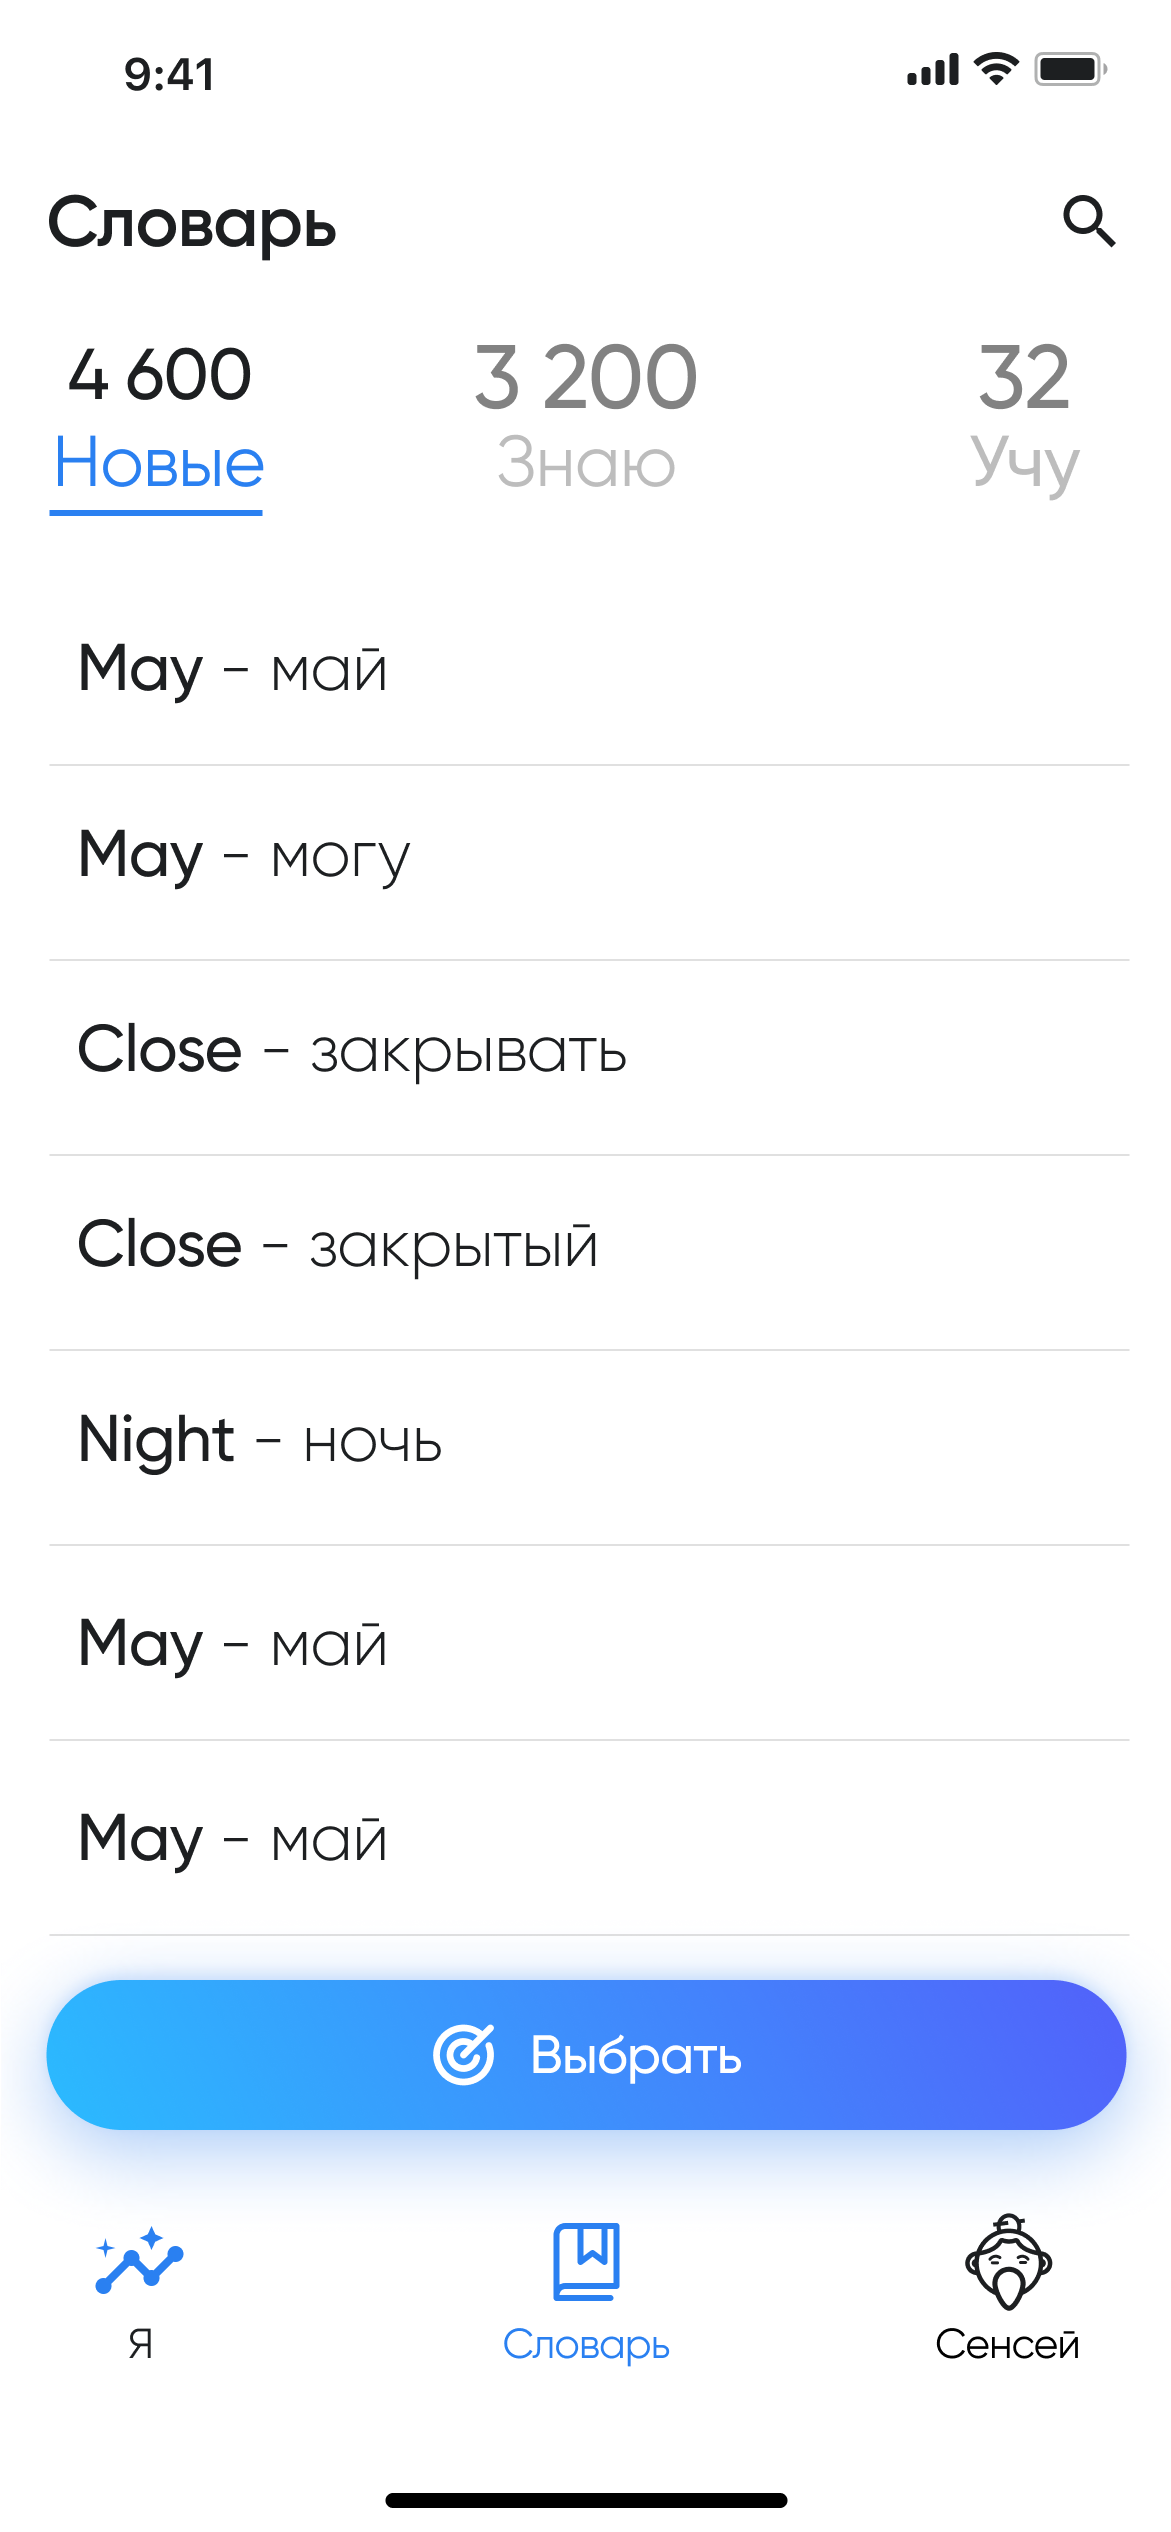 9:41
Словарь
4 600 3 200 32
Новые Знаю Учу
May - май
May - могу
Close - закрывать
Close - закрытый
Night - ночь
May - май
May - май
Выбрать
Я Словарь Сенсей